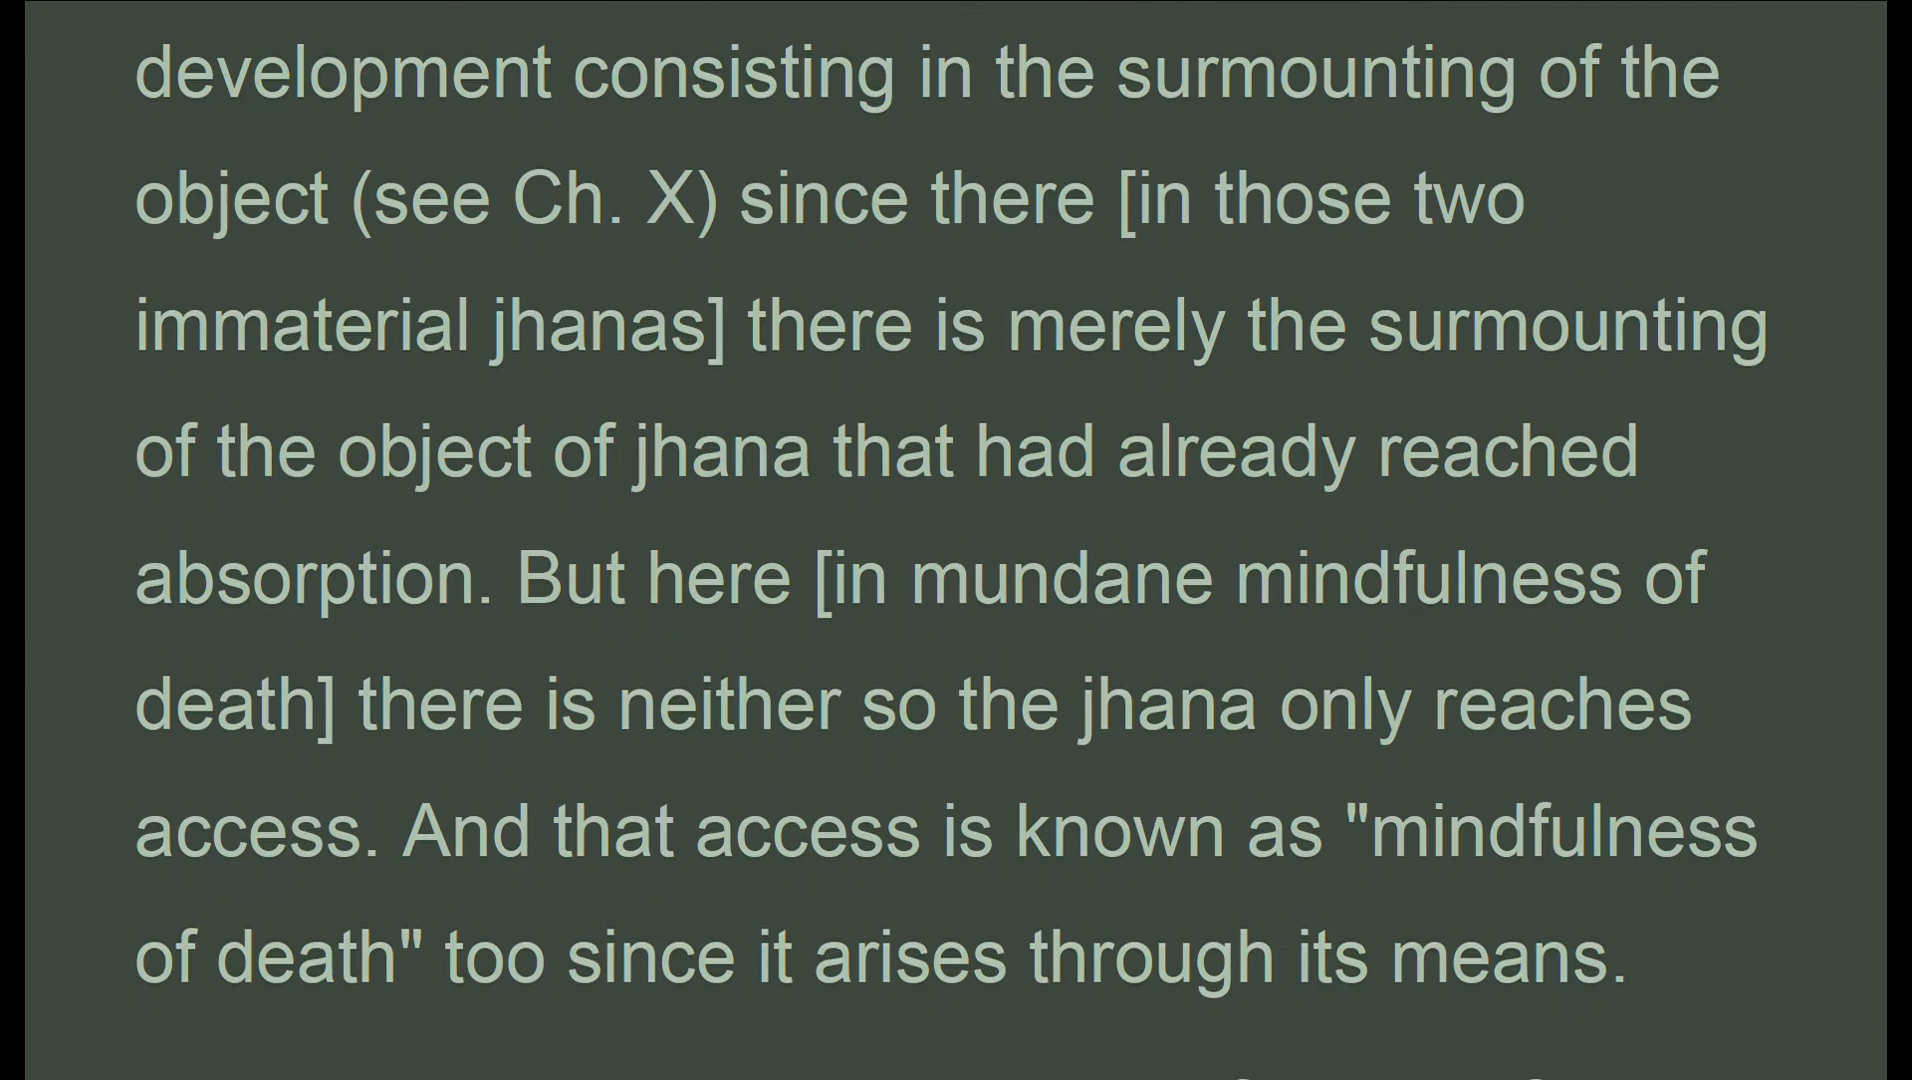 development consisting in the surmounting of the
object (see Ch. X) since there [in those two
immaterial jhanas] there is merely the surmounting
of the object of jhana that had already reached
absorption. But here [in mundane mindfulness of
death] there is neither so the jhana only reaches
access. And that access is known as "mindfulness
of death" too since it arises through its means.